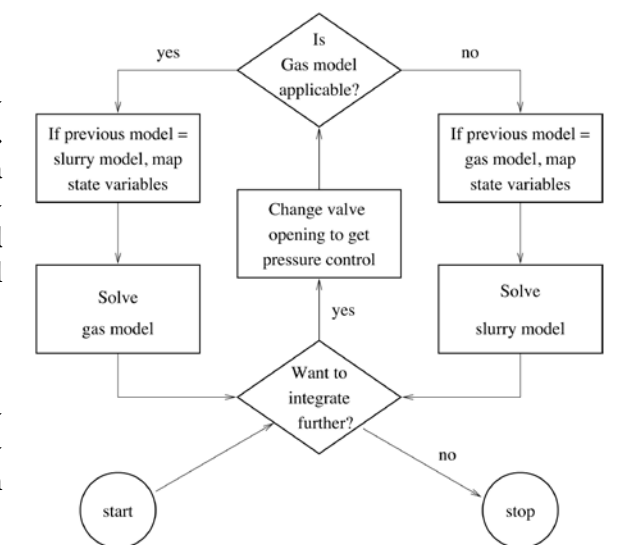 Is
Gas model
applicable?
yes
no
If previous model =
slurry model, map
state variables
If previous model =
gas model, map
state variables
Change valve
opening to get
pressure control
Solve
gas model
Solve
slurry model
yes
Want to
integrate
further?
no
start
stop